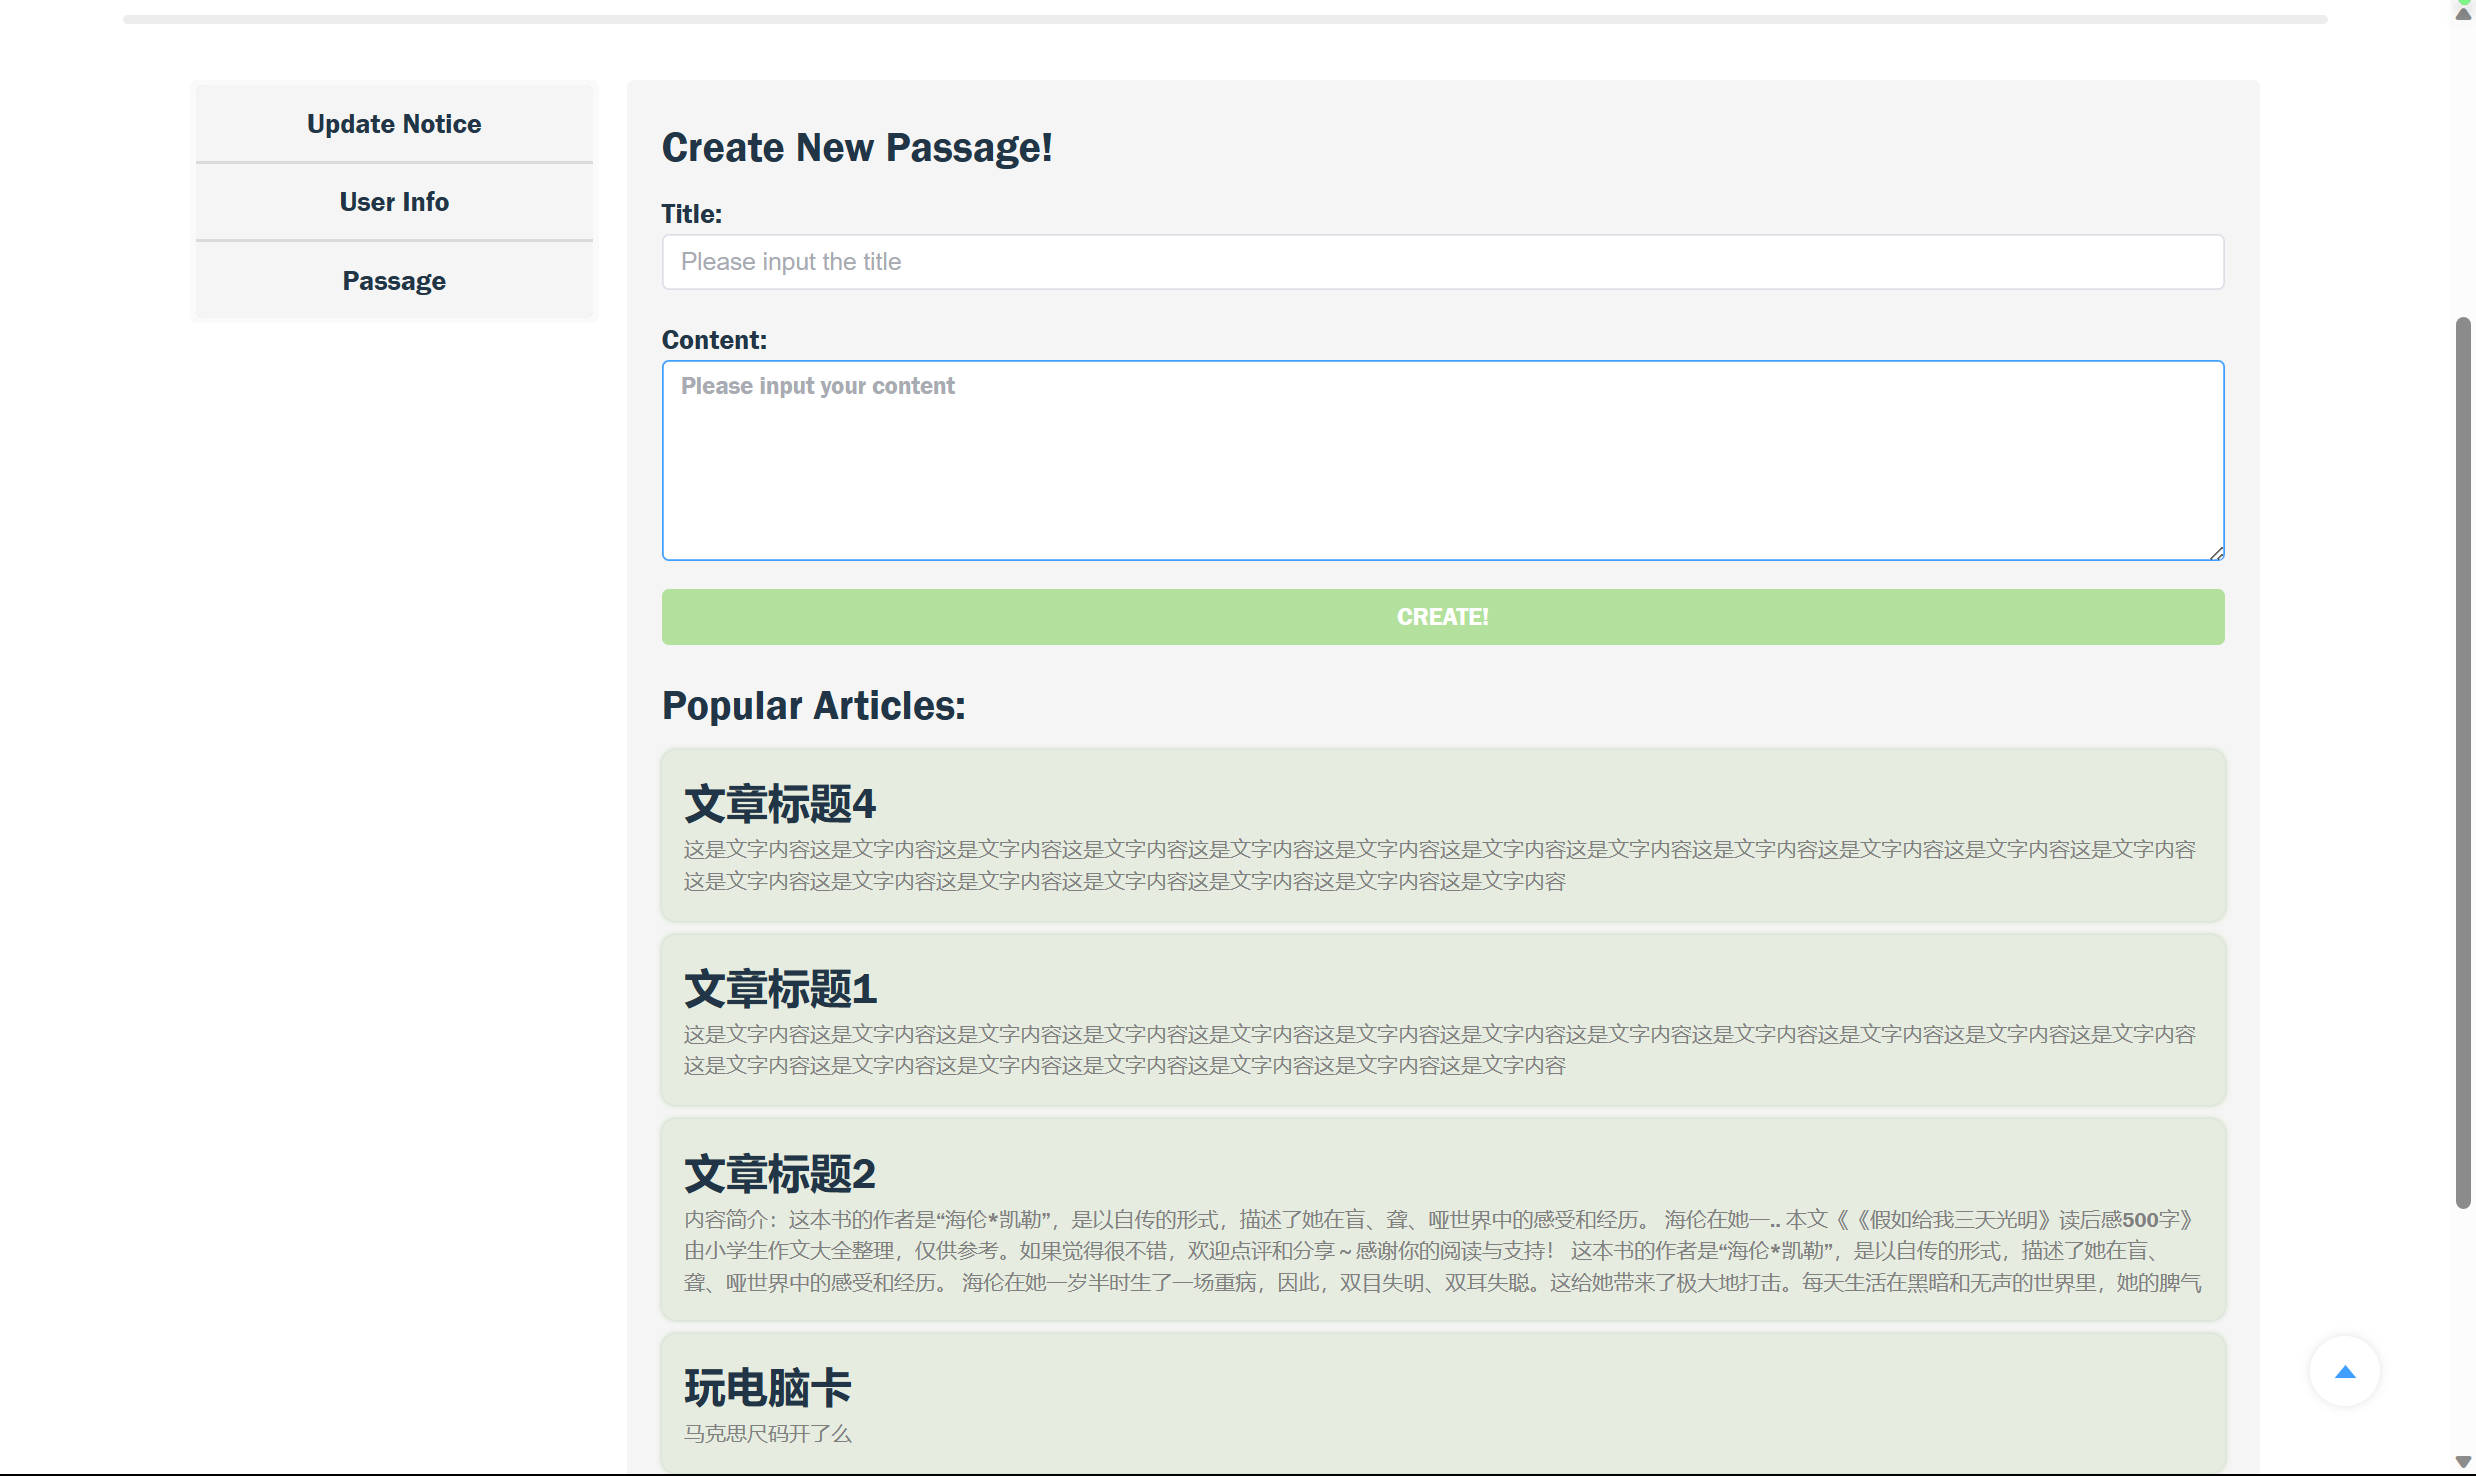 Update Notice
User Info
Passage
Create New Passage!
Title:
Please input the title
Content:
Please input your content
CREATE!
Popular Articles:
文章标题4
这是文字内容这是文字内容这是文字内容这是文字内容这是文字内容这是文字内容这是文字内容这是文字内容这是文字内容这是文字内容这是文字内容这是文字内容
这是文字内容这是文字内容这是文字内容这是文字内容这是文字内容这是文字内容这是文字内容
文章标题1
这是文字内容这是文字内容这是文字内容这是文字内容这是文字内容这是文字内容这是文字内容这是文字内容这是文字内容这是文字内容这是文字内容这是文字内容
这是文字内容这是文字内容这是文字内容这是文字内容这是文字内容这是文字内容这是文字内容
文章标题2
内容简介：这本书的作者是“海伦*凯勒”，是以自传的形式，描述了她在盲、聋、哑世界中的感受和经历。 海伦在她一.. 本文《《假如给我三天光明》读后感500字》
由小学生作文大全整理，仅供参考。如果觉得很不错，欢迎点评和分享～感谢你的阅读与支持！ 这本书的作者是“海伦*凯勒”，是以自传的形式，描述了她在盲、
聋、哑世界中的感受和经历。 海伦在她一岁半时生了一场重病，因此，双目失明、双耳失聪。这给她带来了极大地打击。每天生活在黑暗和无声的世界里，她的脾气
玩电脑卡
马克思尺码开了么